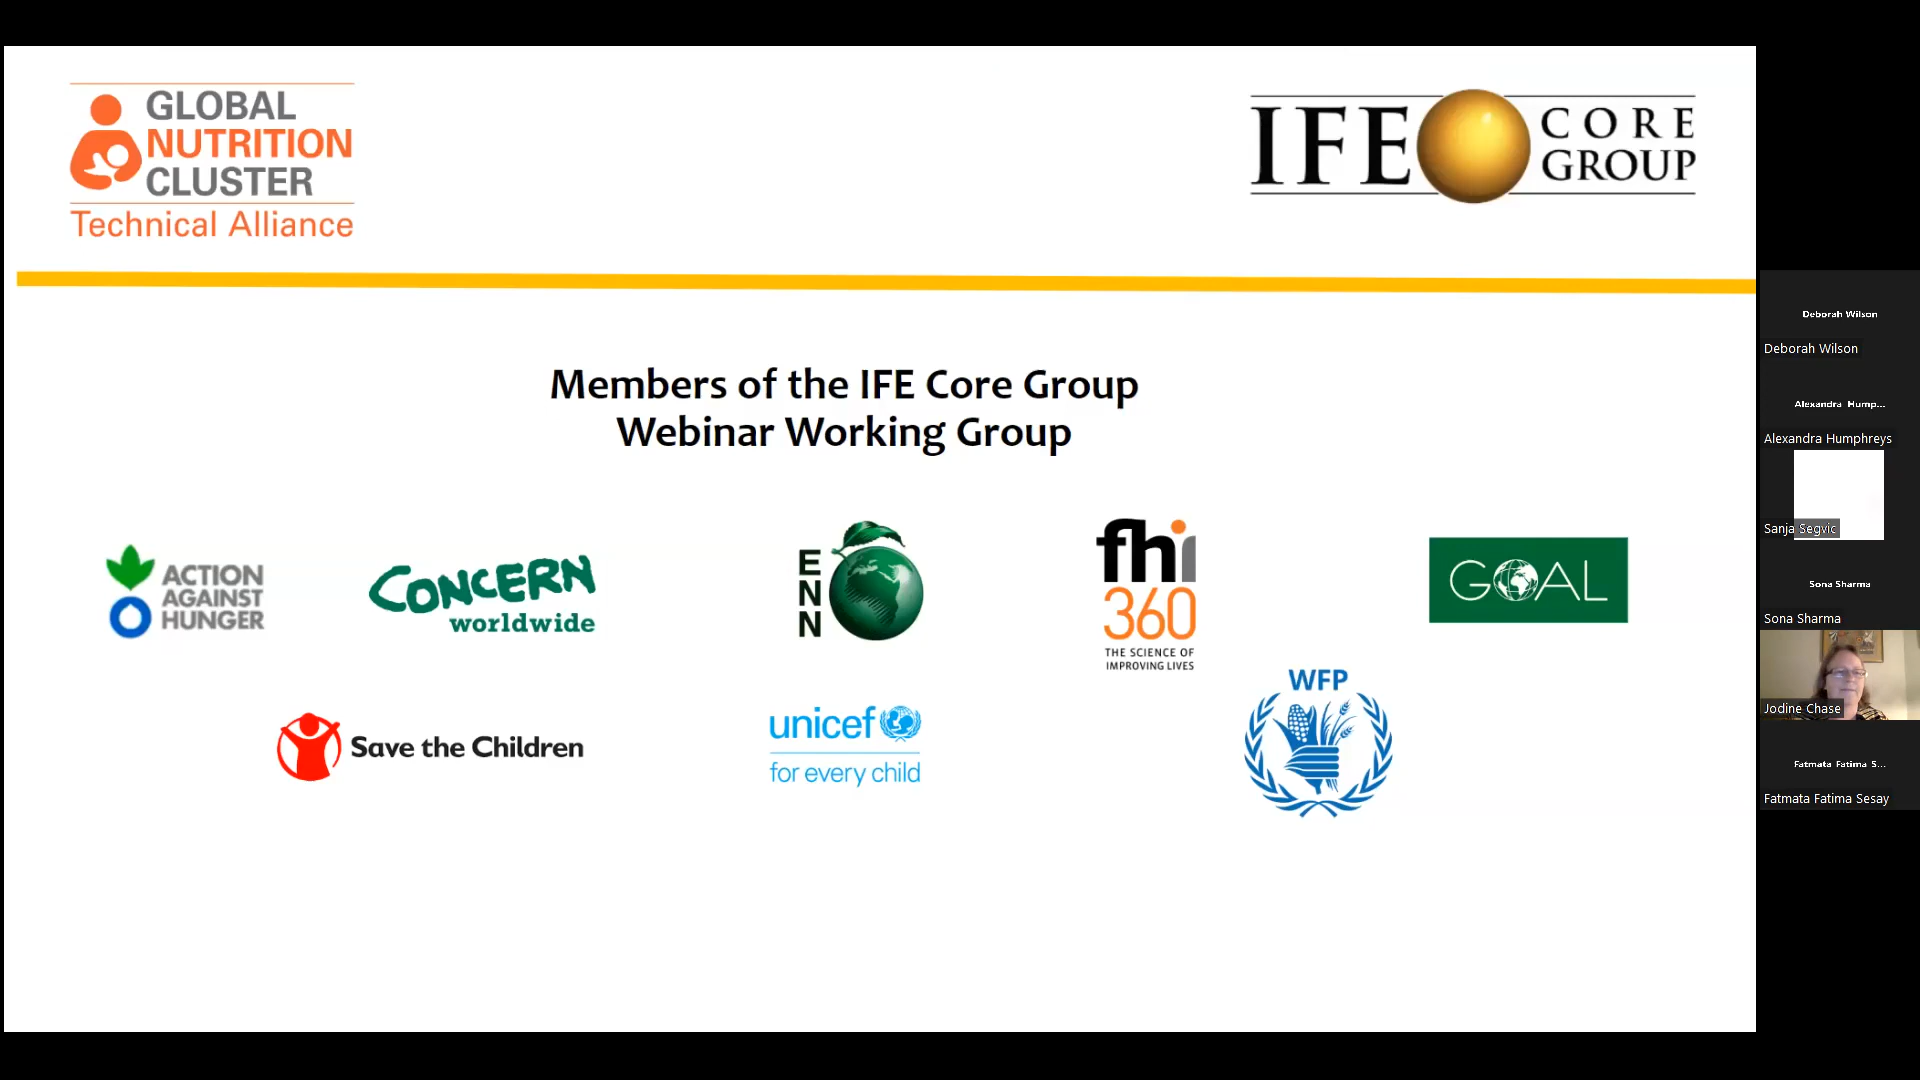 GLOBAL
NUTRITION
CLUSTER
Technical Alliance
IFE CORE
GROUP
Members of the IFE Core Group
Webinar Working Group
ACTION
AGAINST
HUNGER
CONCERN
worldwide
ENN
fhi
360
THE SCIENCE OF
IMPROVING LIVES
GOAL
Save the Children
unicef
for every child
WFP
Deborah Wilson
Deborah Wilson
Alexandra Hump...
Alexandra Humphreys
Sanja Segvic
Sona Sharma
Sona Sharma
Jodine Chase
Fatmata Fatima S...
Fatmata Fatima Sesay